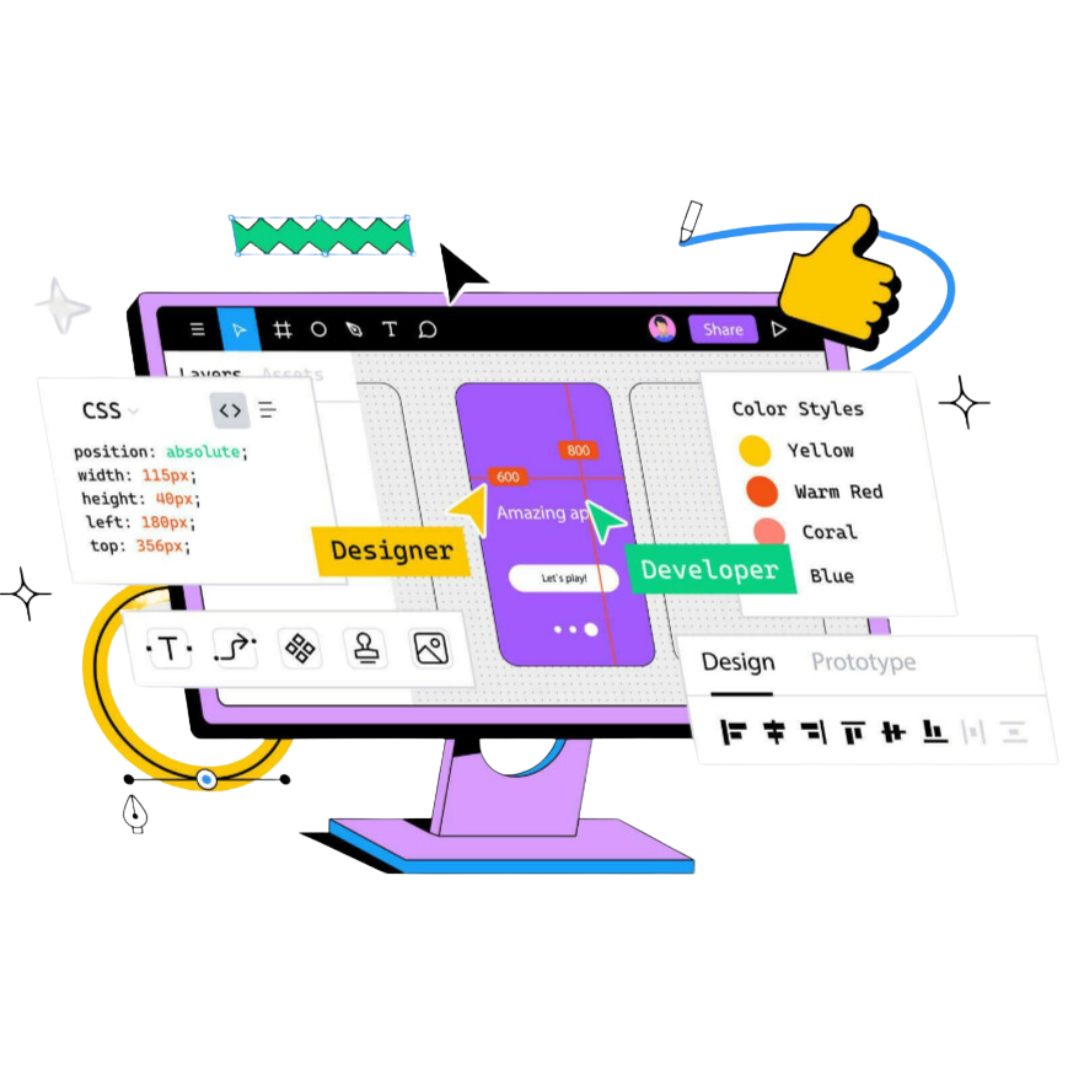 Share
Layers Assets
CSS
position: absolute;
width: 115px;
height: 40px;
left: 180px;
top: 356px;
800
600
Amazing ap
Let's play!
Designer
Developer
Color Styles
Yellow
Warm Red
Coral
Blue
T
T
Design Prototype